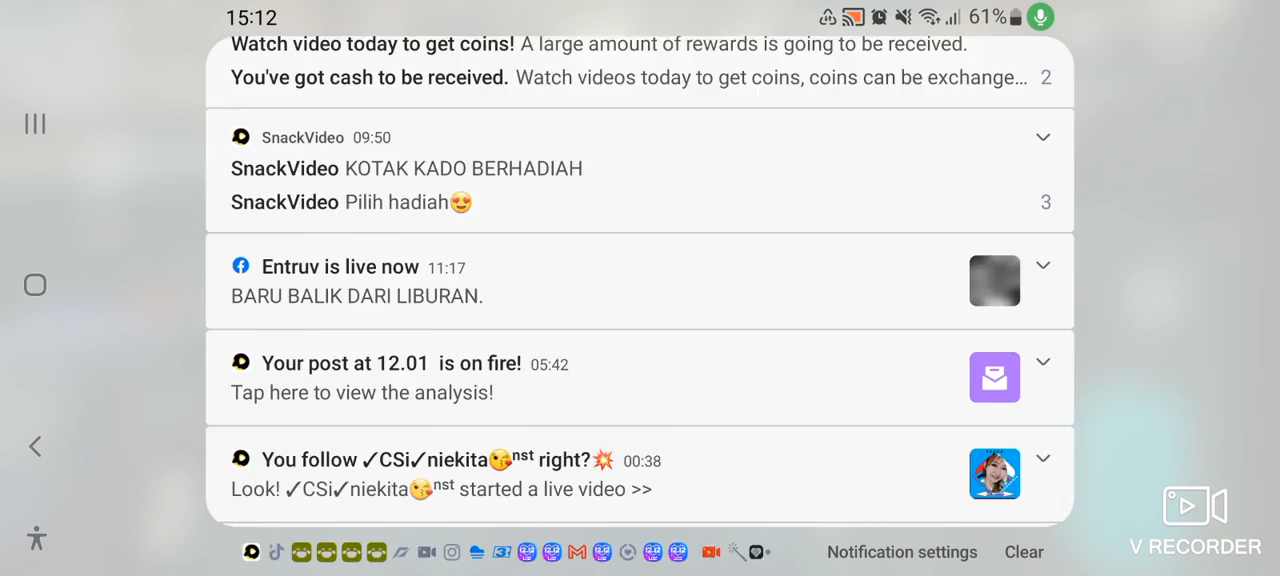 15:12
61%
Watch video today to get coins! A large amount of rewards is going to be received.
You've got cash to be received. Watch videos today to get coins, coins can be exchange... 2
SnackVideo 09:50
SnackVideo KOTAK KADO BERHADIAH
SnackVideo Pilih hadiah😍 3
Entruv is live now 11:17
BARU BALIK DARI LIBURAN.
Your post at 12.01 is on fire! 05:42
Tap here to view the analysis!
You follow ✓CSi✓niekita😘ⁿˢᵗ right?💥 00:38
Look! ✓CSi✓niekita😘ⁿˢᵗ started a live video >>
Notification settings Clear
V RECORDER